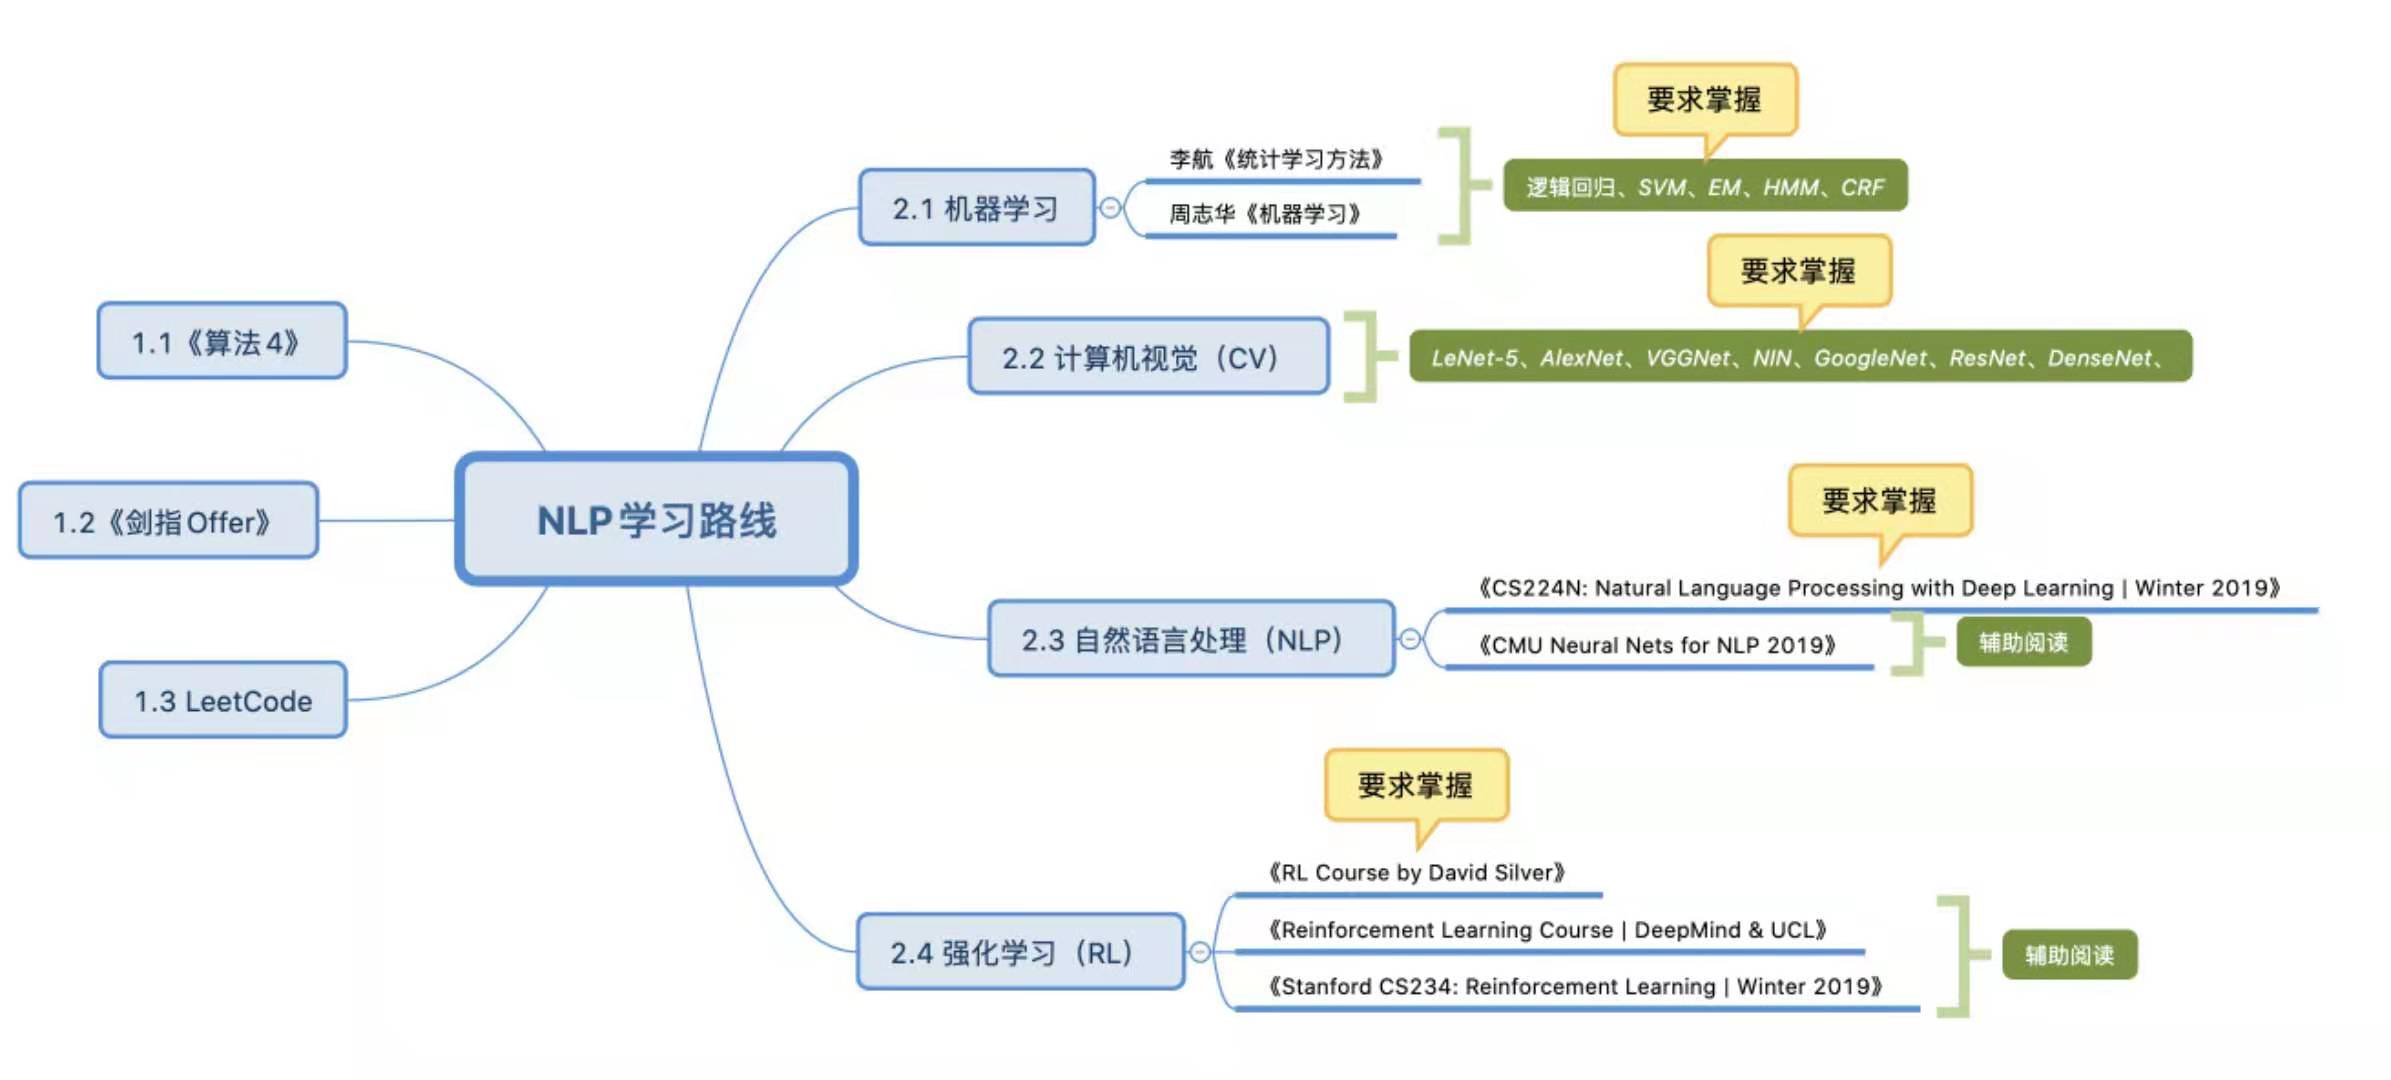 NLP学习路线
1.1《算法4》
1.2《剑指Offer》
1.3 LeetCode
2.1 机器学习
李航《统计学习方法》
周志华《机器学习》
要求掌握
逻辑回归、SVM、EM、HMM、CRF
2.2 计算机视觉（CV）
要求掌握
LeNet-5、AlexNet、VGGNet、NIN、GoogleNet、ResNet、DenseNet、
2.3 自然语言处理（NLP）
要求掌握
《CS224N: Natural Language Processing with Deep Learning | Winter 2019》
《CMU Neural Nets for NLP 2019》
辅助阅读
2.4 强化学习（RL）
要求掌握
《RL Course by David Silver》
《Reinforcement Learning Course | DeepMind & UCL》
《Stanford CS234: Reinforcement Learning | Winter 2019》
辅助阅读